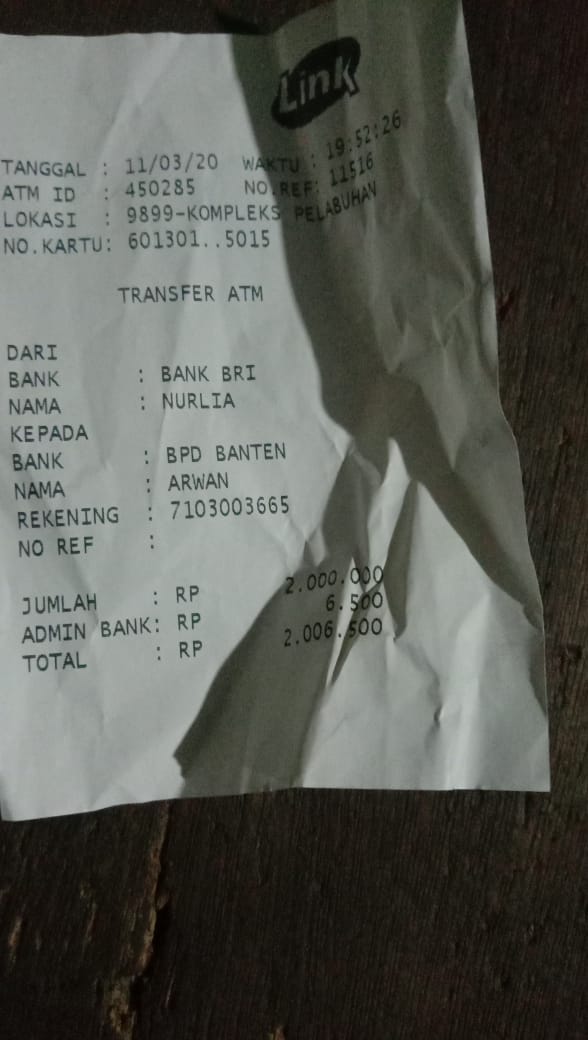 Link
TANGGAL : 11/03/20 WAKTU : 19:52:26
ATM ID : 450285 NO.REF: 11516
LOKASI : 9899-KOMPLEKS PELABUHAN
NO.KARTU: 601301..5015
TRANSFER ATM
DARI
BANK : BANK BRI
NAMA : NURLIA
KEPADA
BANK : BPD BANTEN
NAMA : ARWAN
REKENING : 7103003665
NO REF :
JUMLAH : RP 2.000.000
ADMIN BANK: RP 6.500
TOTAL : RP 2.006.500